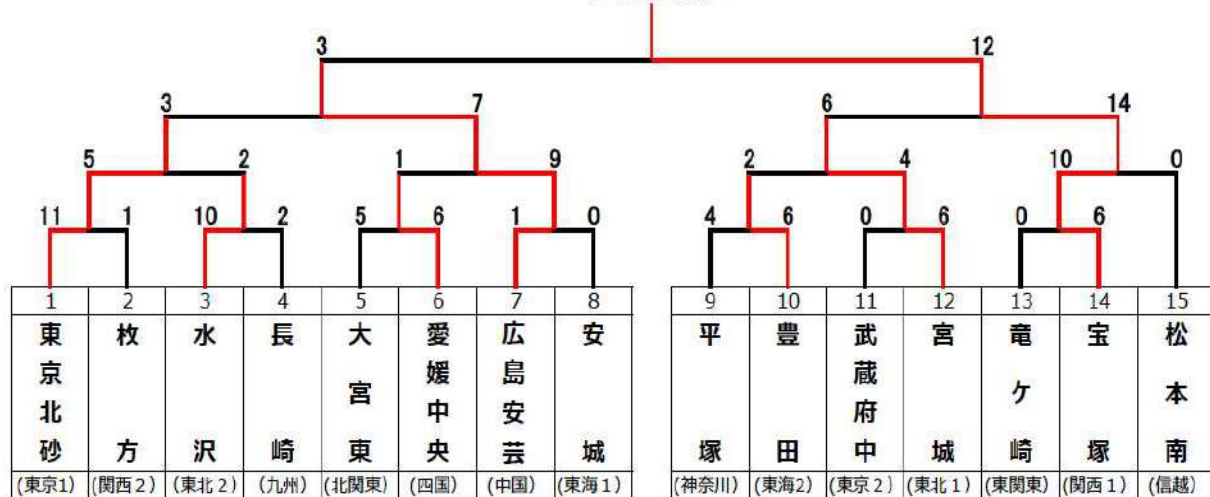 3 12
3 7 6 14
5 2 1 9 2 4 10 0
11 1 10 2 5 6 1 0 4 6 0 6 0 6
1 2 3 4 5 6 7 8 9 10 11 12 13 14 15
東京北砂 枚方 水沢 長崎 大宮東 愛媛中央 広島安芸 安城 平塚 豊田 武蔵府中 宮城 竜ケ崎 宝塚 松本南
(東京1) (関西2) (東北2) (九州) (北関東) (四国) (中国) (東海1) (神奈川) (東海2) (東京2) (東北1) (東関東) (関西1) (信越)